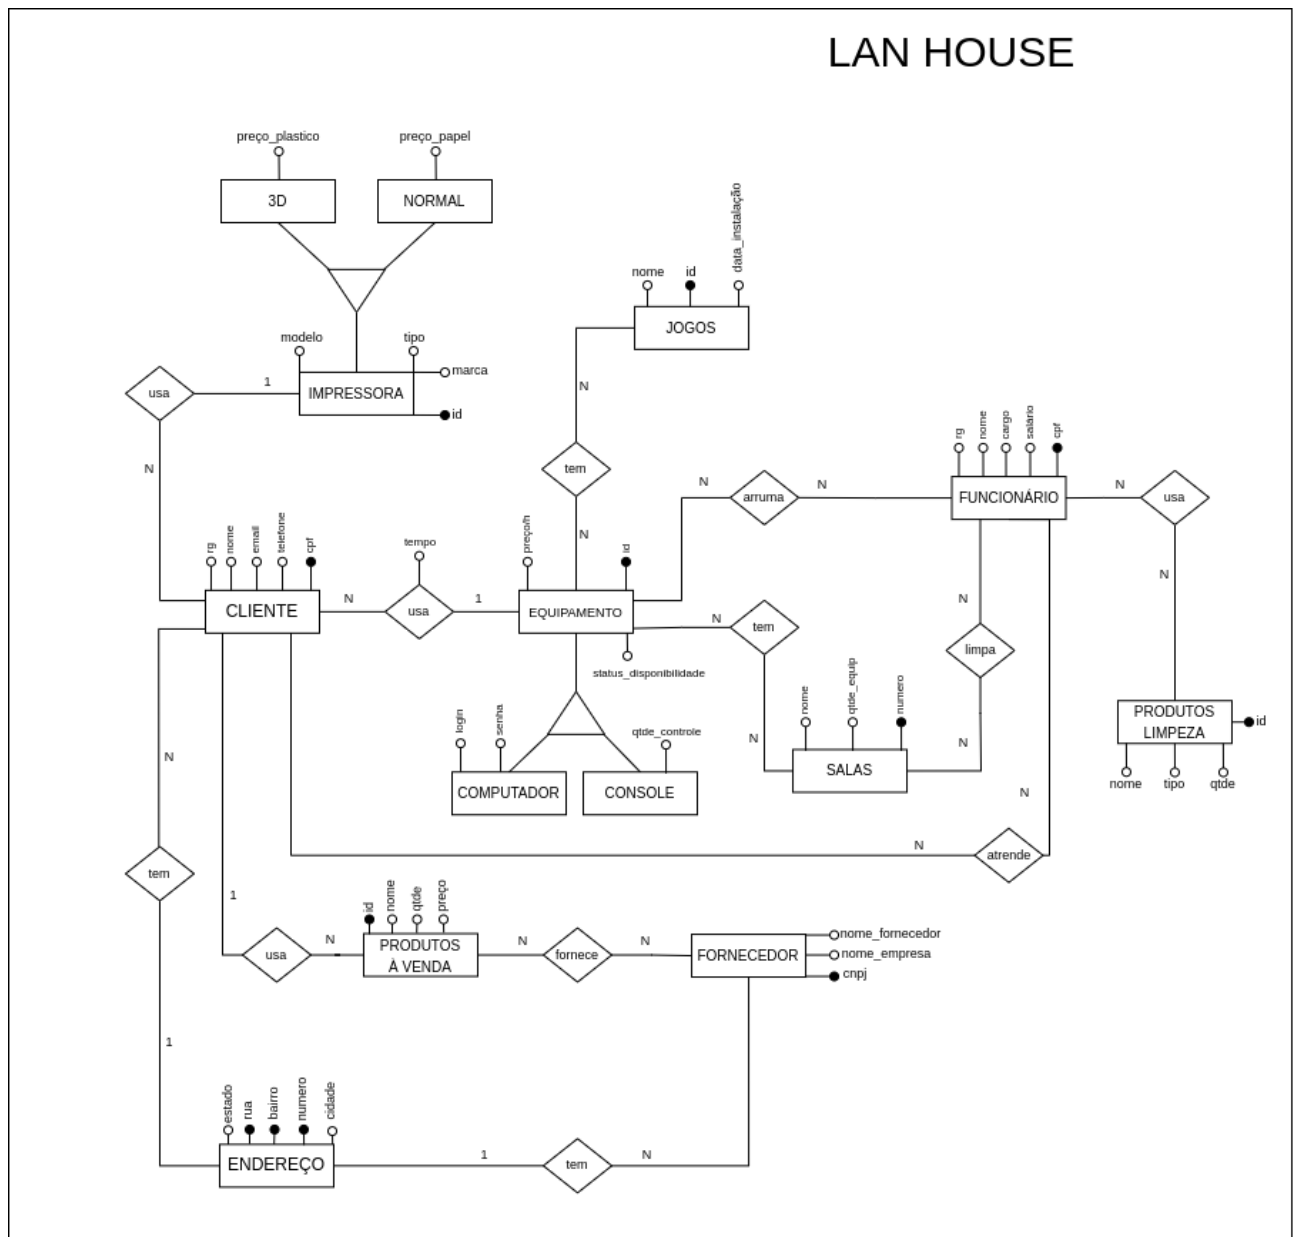 LAN HOUSE
preço_plastico
preço_papel
3D
NORMAL
data_instalação
nome
id
JOGOS
modelo
tipo
marca
IMPRESSORA
id
usa
1
N
N
tem
N
rg
nome
cargo
salário
cpf
FUNCIONÁRIO
N
arruma
N
N
usa
N
rg
nome
email
telefone
cpf
CLIENTE
N
tempo
usa
1
preço/h
id
EQUIPAMENTO
status_disponibilidade
N
tem
N
N
limpa
N
login
senha
qtde_controle
COMPUTADOR
CONSOLE
nome
qtde_equip
numero
SALAS
PRODUTOS
LIMPEZA
id
nome
tipo
qtde
N
N
atrende
N
tem
1
1
usa
N
id
nome
qtde
preço
PRODUTOS
À VENDA
N
fornece
N
FORNECEDOR
nome_fornecedor
nome_empresa
cnpj
estado
rua
bairro
numero
cidade
ENDEREÇO
1
tem
N